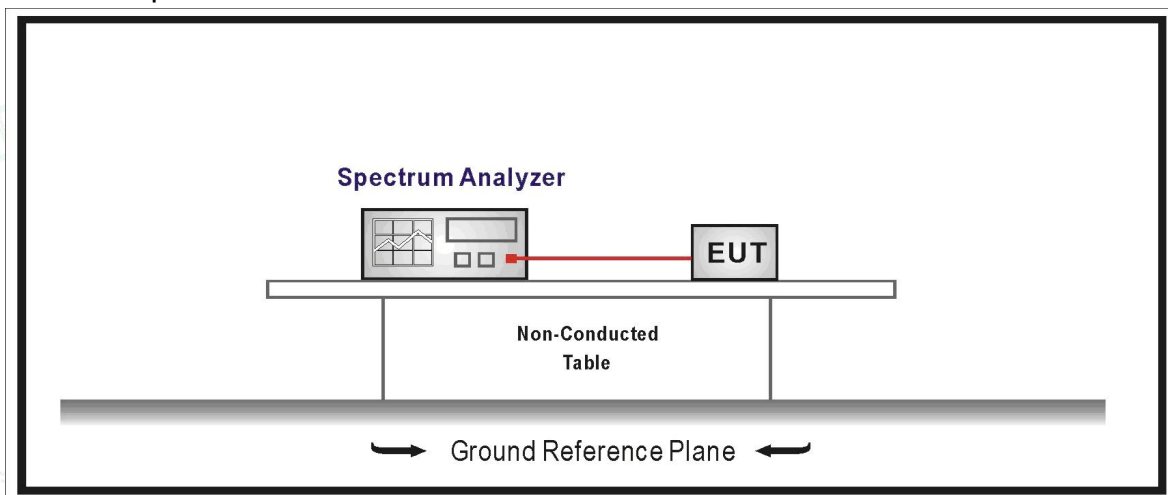 Spectrum Analyzer
EUT
Non-Conducted
Table
Ground Reference Plane